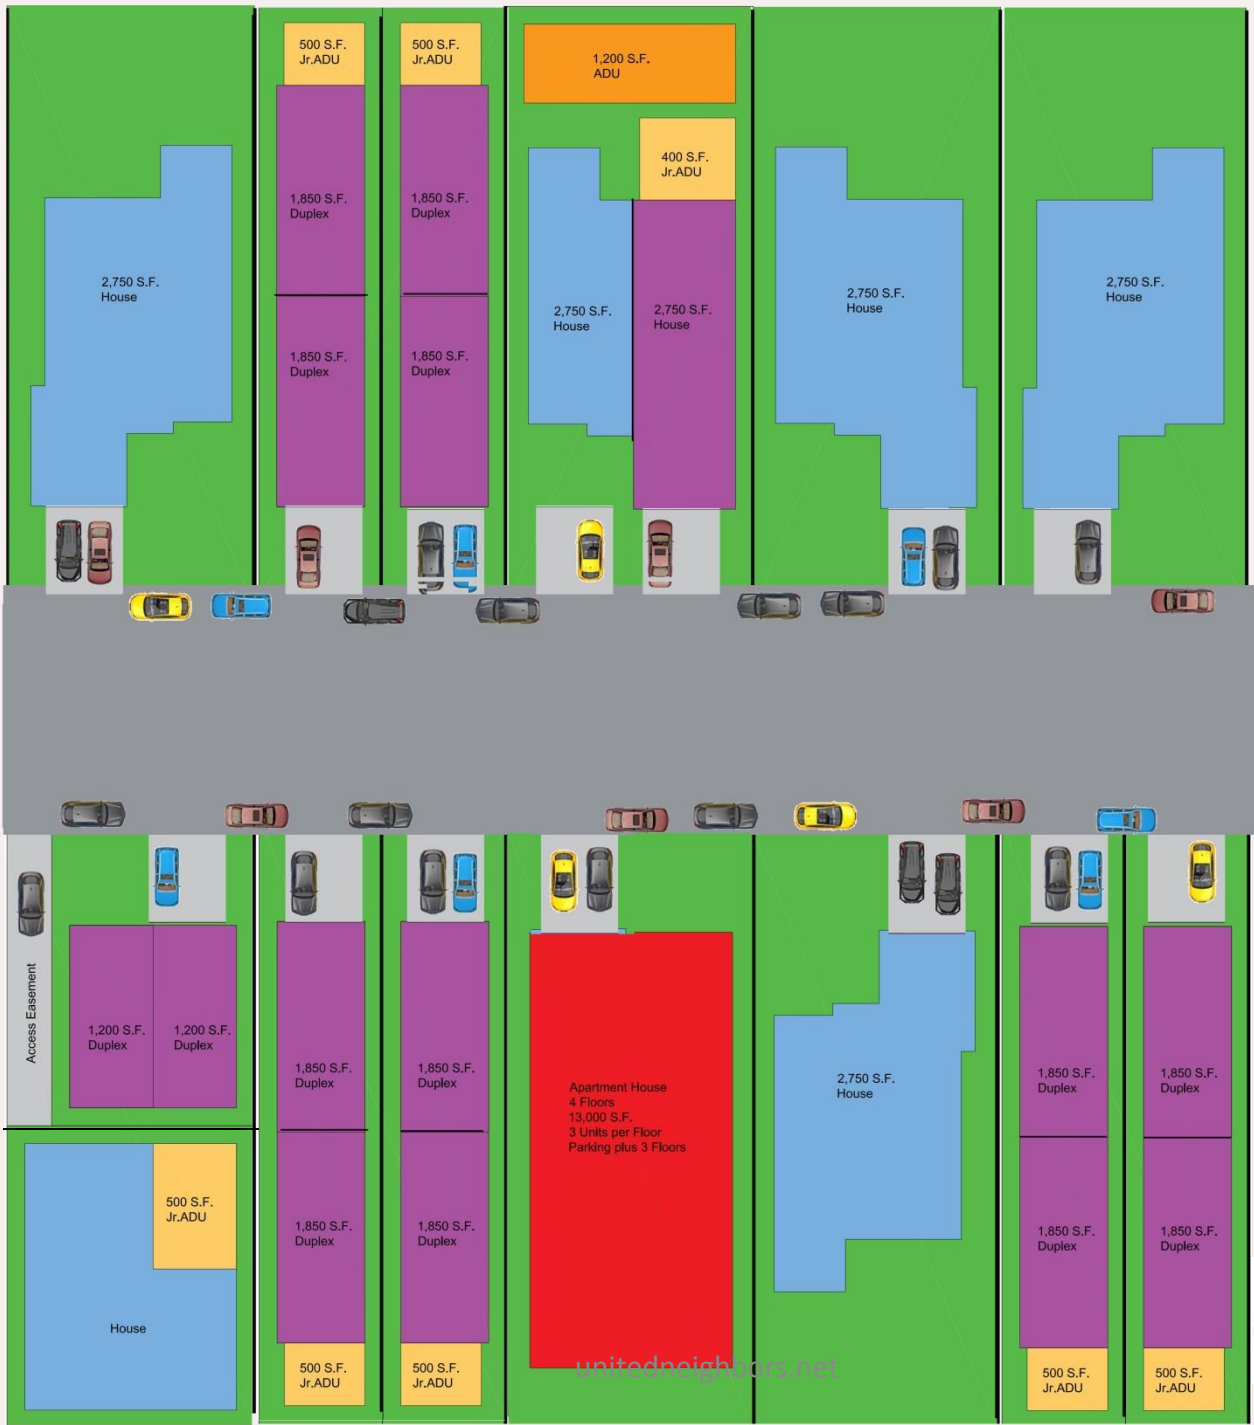 500 S.F.
Jr.ADU
500 S.F.
Jr.ADU
1,200 S.F.
ADU
400 S.F.
Jr.ADU
1,850 S.F.
Duplex
1,850 S.F.
Duplex
2,750 S.F.
House
2,750 S.F.
House
2,750 S.F.
House
2,750 S.F.
House
2,750 S.F.
House
1,850 S.F.
Duplex
1,850 S.F.
Duplex
Access Easement
1,200 S.F.
Duplex
1,200 S.F.
Duplex
1,850 S.F.
Duplex
1,850 S.F.
Duplex
Apartment House
4 Floors
13,000 S.F.
3 Units per Floor
Parking plus 3 Floors
2,750 S.F.
House
1,850 S.F.
Duplex
1,850 S.F.
Duplex
500 S.F.
Jr.ADU
House
1,850 S.F.
Duplex
1,850 S.F.
Duplex
1,850 S.F.
Duplex
1,850 S.F.
Duplex
500 S.F.
Jr.ADU
500 S.F.
Jr.ADU
unitedneighbors.net
500 S.F.
Jr.ADU
500 S.F.
Jr.ADU